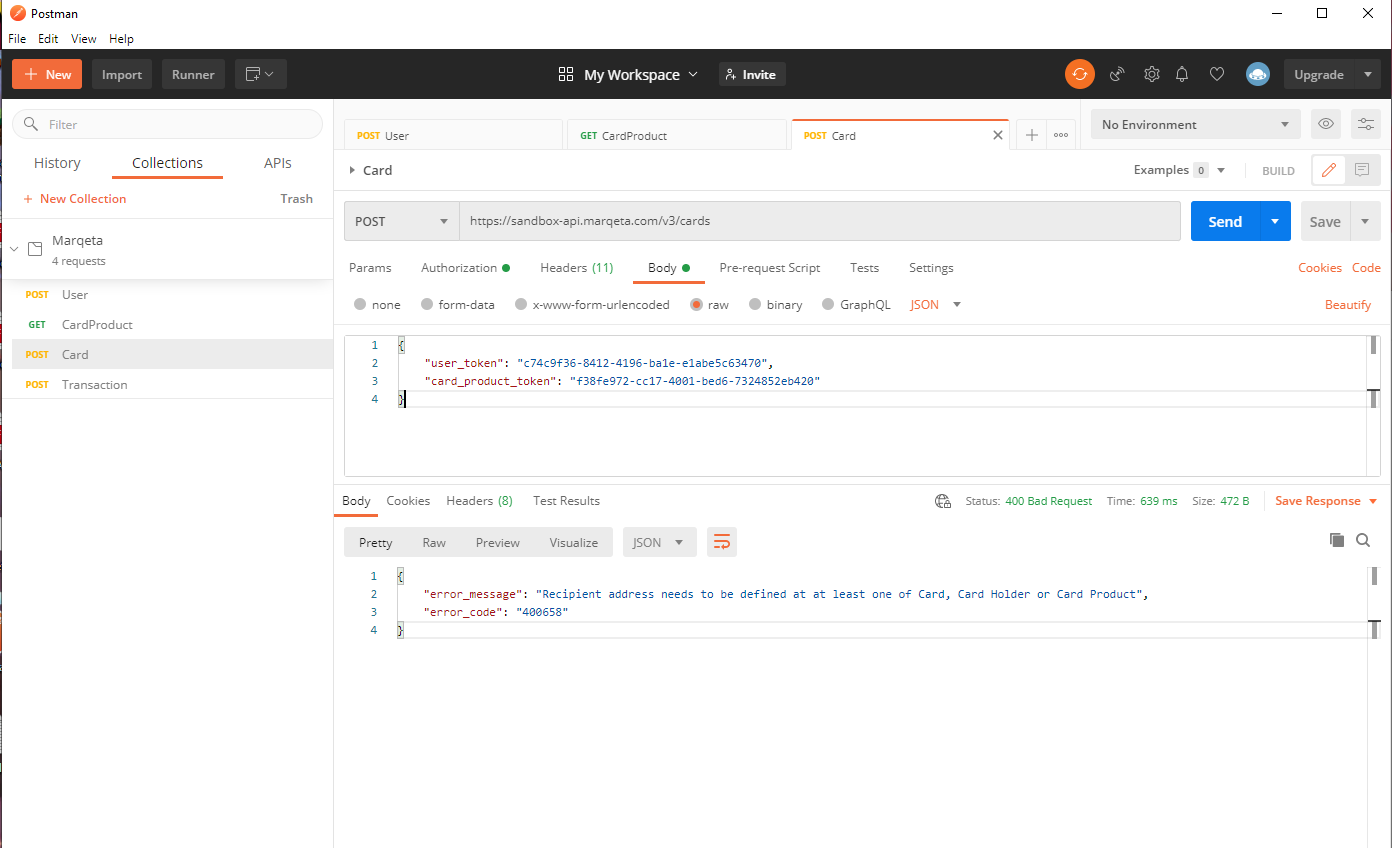 Postman
File Edit View Help
+ New Import Runner My Workspace Invite Upgrade
Filter
History Collections APIs
+ New Collection Trash
Marqeta
4 requests
POST User
GET CardProduct
POST Card
POST Transaction
POST User GET CardProduct POST Card No Environment
Card Examples 0 BUILD
POST https://sandbox-api.marqeta.com/v3/cards Send Save
Params Authorization Headers (11) Body Pre-request Script Tests Settings Cookies Code
none form-data x-www-form-urlencoded raw binary GraphQL JSON Beautify
1 {
2 "user_token": "c74c9f36-8412-4196-ba1e-e1abe5c63470",
3 "card_product_token": "f38fe972-cc17-4001-bed6-7324852eb420"
4 }
Body Cookies Headers (8) Test Results Status: 400 Bad Request Time: 639 ms Size: 472 B Save Response
Pretty Raw Preview Visualize JSON
1 {
2 "error_message": "Recipient address needs to be defined at at least one of Card, Card Holder or Card Product",
3 "error_code": "400658"
4 }